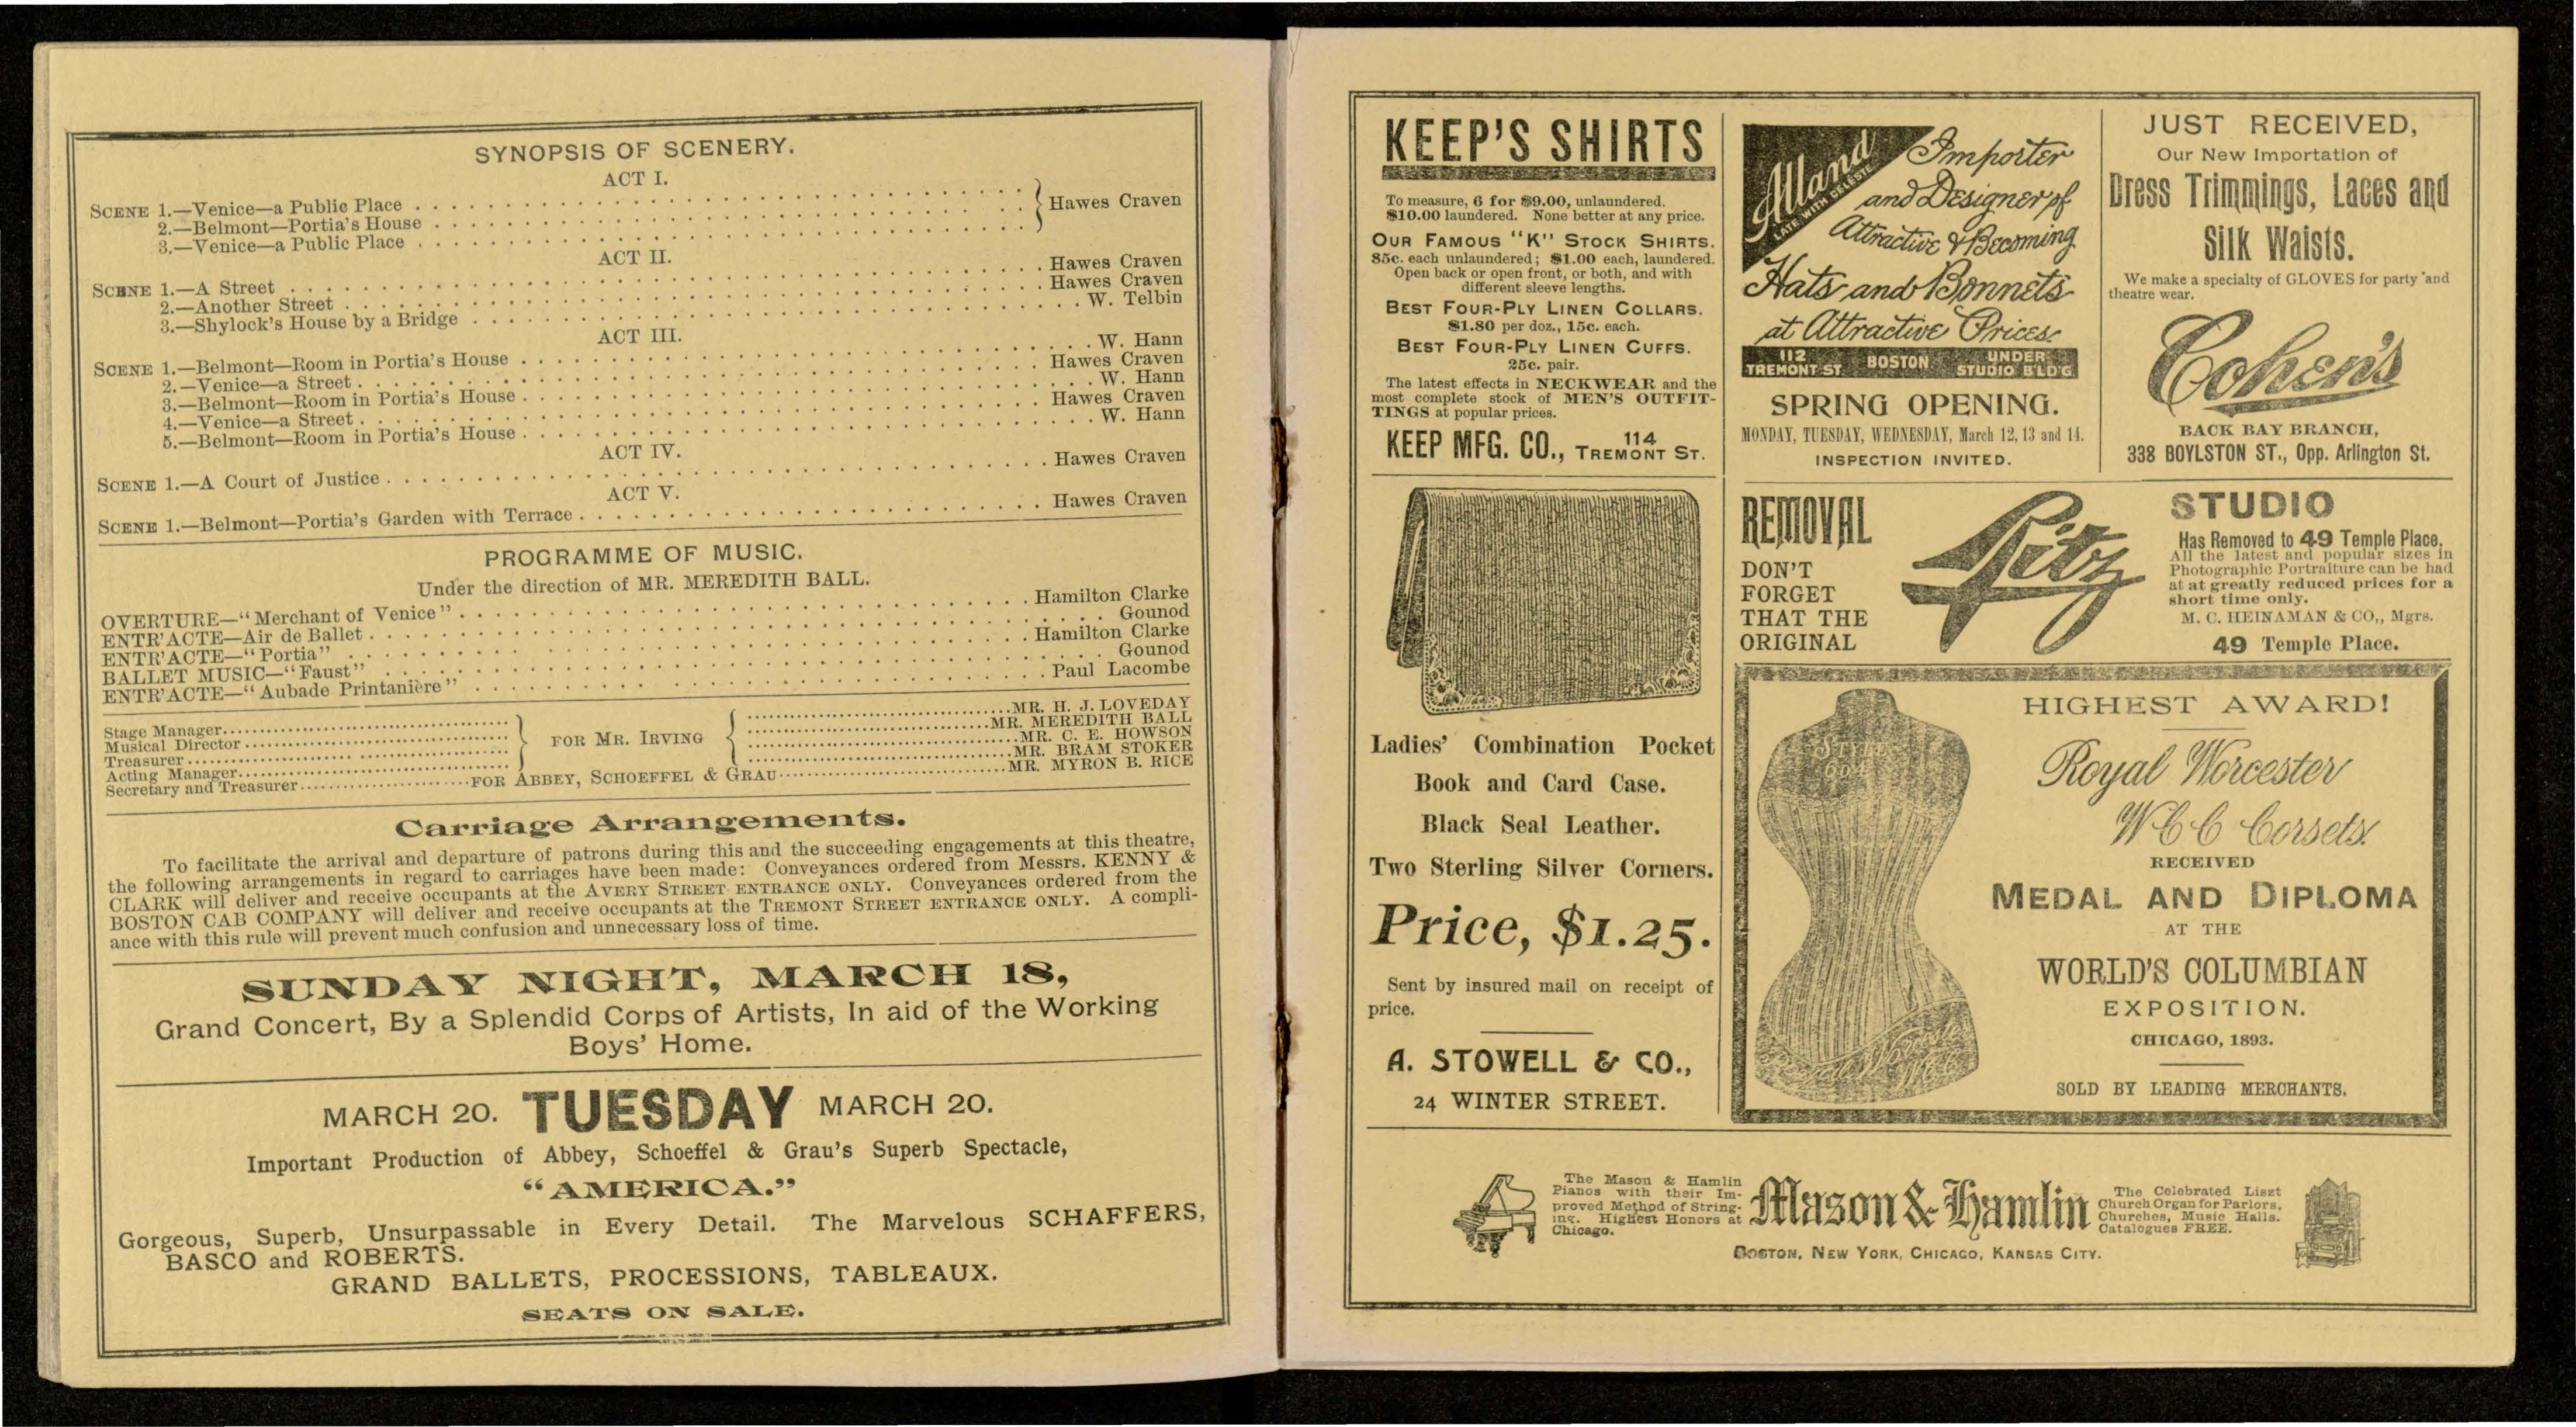 SYNOPSIS OF SCENERY.
ACT I.
SCENE 1.—Venice—a Public Place
2.—Belmont—Portia's House
3.—Venice—a Public Place
} Hawes Craven
ACT II.
SCENE 1.—A Street . . . Hawes Craven
2.—Another Street . . . Hawes Craven
3.—Shylock's House by a Bridge . . . W. Telbin
ACT III.
SCENE 1.—Belmont—Room in Portia's House . . . W. Hann
2.—Venice—a Street . . . Hawes Craven
3.—Belmont—Room in Portia's House . . . W. Hann
4.—Venice—a Street . . . Hawes Craven
5.—Belmont—Room in Portia's House . . . W. Hann
ACT IV.
SCENE 1.—A Court of Justice . . . Hawes Craven
ACT V.
SCENE 1.—Belmont—Portia's Garden with Terrace . . . Hawes Craven
PROGRAMME OF MUSIC.
Under the direction of MR. MEREDITH BALL.
OVERTURE—"Merchant of Venice" . . . Hamilton Clarke
ENTR'ACTE—Air de Ballet . . . Gounod
ENTR'ACTE—"Portia" . . . Hamilton Clarke
BALLET MUSIC—"Faust" . . . Gounod
ENTR'ACTE—"Aubade Printanière" . . . Paul Lacombe
Stage Manager . . . MR. H. J. LOVEDAY
Musical Director . . . MR. MEREDITH BALL
} FOR MR. IRVING {
Treasurer . . . MR. C. E. HOWSON
Acting Manager . . . MR. BRAM STOKER
Secretary and Treasurer . . . FOR ABBEY, SCHOEFFEL & GRAU . . . MR. MYRON B. RICE
Carriage Arrangements.
To facilitate the arrival and departure of patrons during this and the succeeding engagements at this theatre,
the following arrangements in regard to carriages have been made: Conveyances ordered from Messrs. KENNY &
CLARK will deliver and receive occupants at the AVERY STREET ENTRANCE ONLY. Conveyances ordered from the
BOSTON CAB COMPANY will deliver and receive occupants at the TREMONT STREET ENTRANCE ONLY. A compli-
ance with this rule will prevent much confusion and unnecessary loss of time.
SUNDAY NIGHT, MARCH 18,
Grand Concert, By a Splendid Corps of Artists, In aid of the Working
Boys' Home.
MARCH 20. TUESDAY MARCH 20.
Important Production of Abbey, Schoeffel & Grau's Superb Spectacle,
"AMERICA."
Gorgeous, Superb, Unsurpassable in Every Detail. The Marvelous SCHAFFERS,
BASCO and ROBERTS.
GRAND BALLETS, PROCESSIONS, TABLEAUX.
SEATS ON SALE.
KEEP'S SHIRTS
To measure, 6 for $9.00, unlaundered.
$10.00 laundered. None better at any price.
OUR FAMOUS "K" STOCK SHIRTS.
85c. each unlaundered; $1.00 each, laundered.
Open back or open front, or both, and with
different sleeve lengths.
BEST FOUR-PLY LINEN COLLARS.
$1.80 per doz., 15c. each.
BEST FOUR-PLY LINEN CUFFS.
25c. pair.
The latest effects in NECKWEAR and the
most complete stock of MEN'S OUTFIT-
TINGS at popular prices.
KEEP MFG. CO., 114 TREMONT ST.
Alland
LATE WITH DELESTE
Importer
and Designer of
Attractive & Becoming
Hats and Bonnets
at Attractive Prices.
112 TREMONT ST BOSTON UNDER STUDIO B'LD'G
SPRING OPENING.
MONDAY, TUESDAY, WEDNESDAY, March 12, 13 and 14.
INSPECTION INVITED.
JUST RECEIVED,
Our New Importation of
Dress Trimmings, Laces and
Silk Waists.
We make a specialty of GLOVES for party and
theatre wear.
Cohen's
BACK BAY BRANCH,
338 BOYLSTON ST., Opp. Arlington St.
Ladies' Combination Pocket
Book and Card Case.
Black Seal Leather.
Two Sterling Silver Corners.
Price, $1.25.
Sent by insured mail on receipt of
price.
A. STOWELL & CO.,
24 WINTER STREET.
REMOVAL
DON'T
FORGET
THAT THE
ORIGINAL
Ritz
STUDIO
Has Removed to 49 Temple Place.
All the latest and popular sizes in
Photographic Portraiture can be had
at at greatly reduced prices for a
short time only.
M. C. HEINAMAN & CO., Mgrs.
49 Temple Place.
HIGHEST AWARD!
Royal Worcester
WCC Corsets.
RECEIVED
MEDAL AND DIPLOMA
AT THE
WORLD'S COLUMBIAN
EXPOSITION.
CHICAGO, 1893.
SOLD BY LEADING MERCHANTS.
The Mason & Hamlin
Pianos with their Im-
proved Method of String-
ing. Highest Honors at
Chicago.
Mason & Hamlin
The Celebrated Liszt
Church Organ for Parlors,
Churches, Music Halls.
Catalogues FREE.
BOSTON, NEW YORK, CHICAGO, KANSAS CITY.